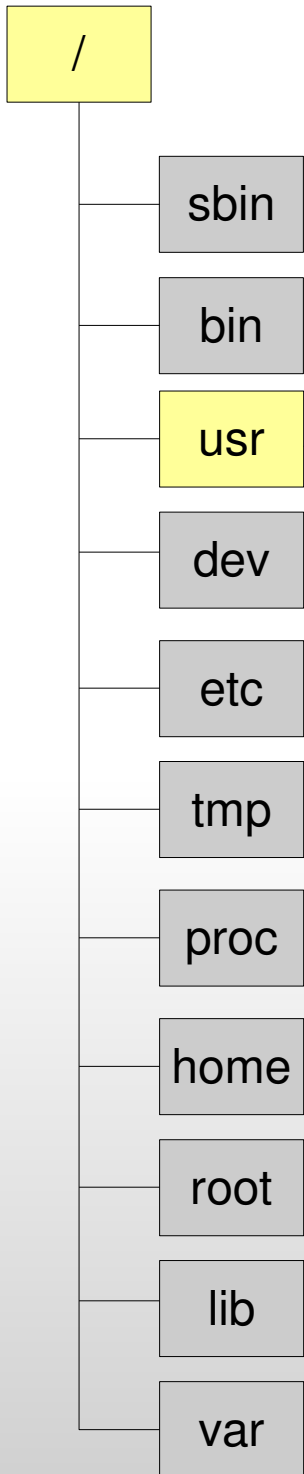 /
sbin
bin
usr
dev
etc
tmp
proc
home
root
lib
var